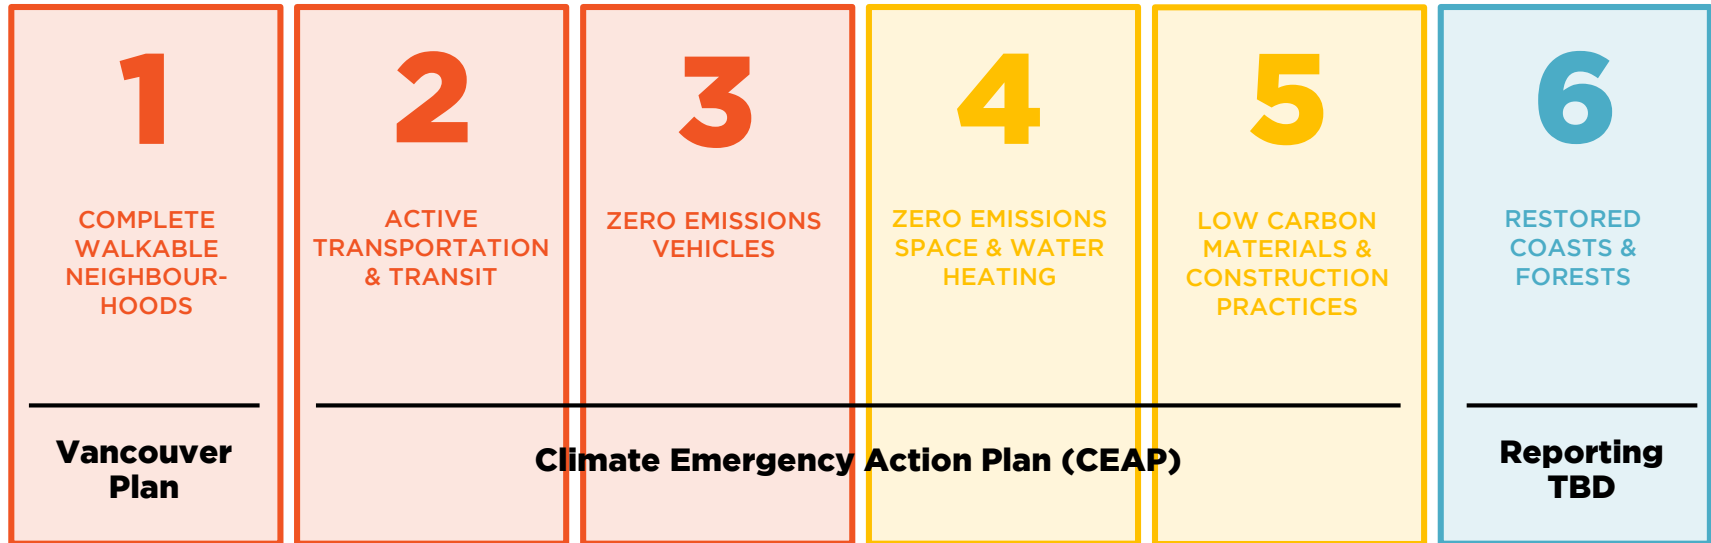 1
COMPLETE
WALKABLE
NEIGHBOUR-
HOODS
Vancouver
Plan
2
ACTIVE
TRANSPORTATION
& TRANSIT
3
ZERO EMISSIONS
VEHICLES
4
ZERO EMISSIONS
SPACE & WATER
HEATING
5
LOW CARBON
MATERIALS &
CONSTRUCTION
PRACTICES
Climate Emergency Action Plan (CEAP)
6
RESTORED
COASTS &
FORESTS
Reporting
TBD